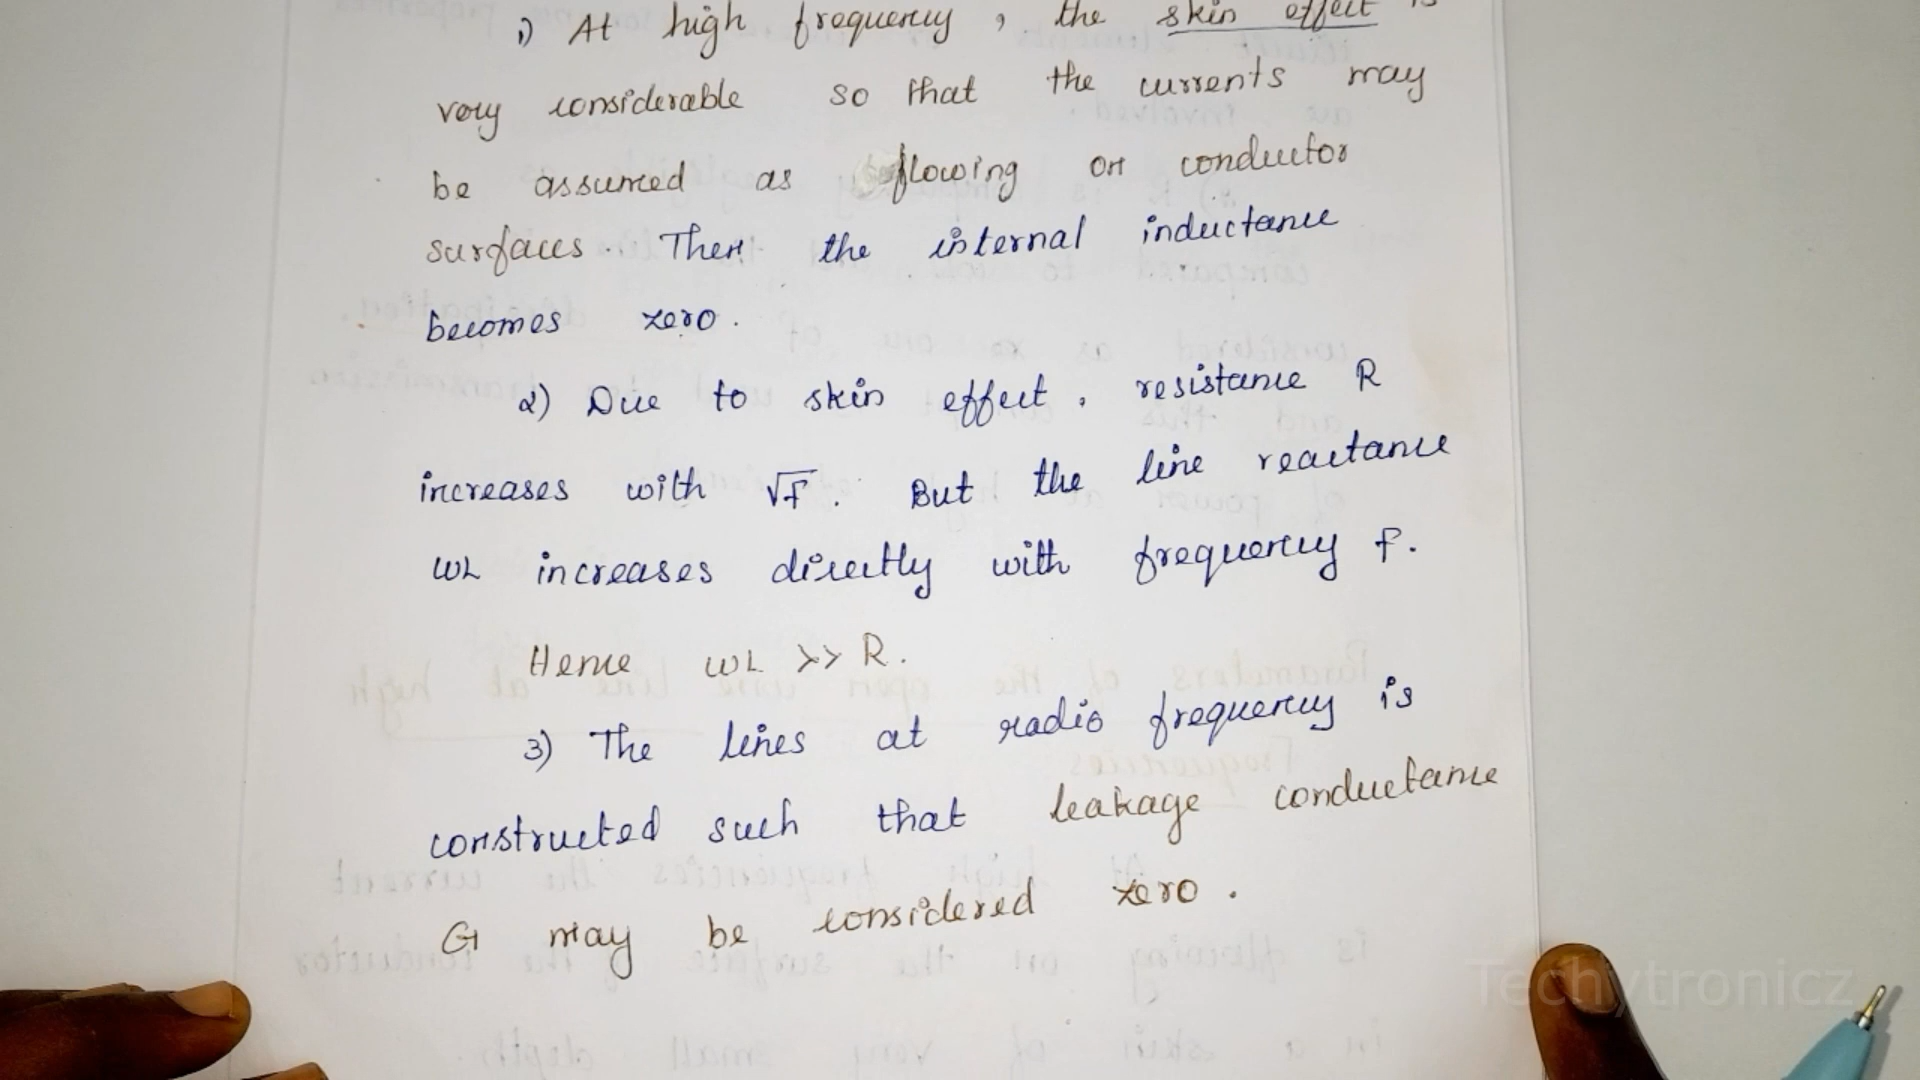 1) At high frequency, the skin effect is
very considerable so that the currents may
be assumed as flowing on conductor
surfaces. Then the internal inductance
becomes zero.
2) Due to skin effect, resistance R
increases with √f. But the line reactance
ωL increases directly with frequency f.
Hence ωL >> R.
3) The lines at radio frequency is
constructed such that leakage conductance
G may be considered zero.
Techytronicz